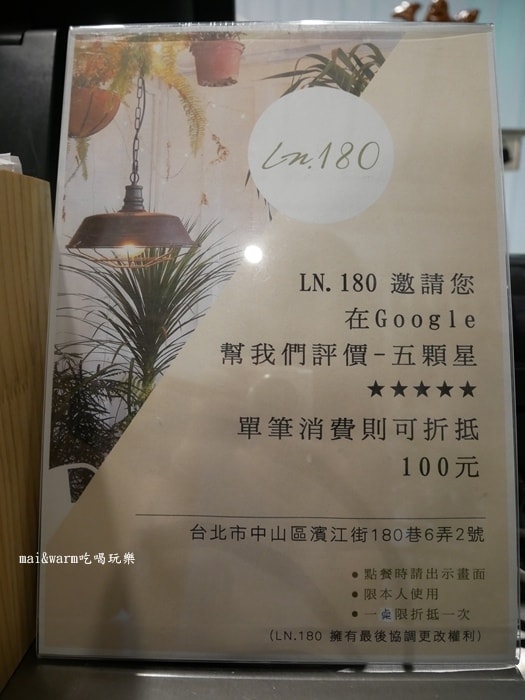 Ln.180
LN.180 邀請您
在Google
幫我們評價-五顆星
★★★★★
單筆消費則可折抵
100元
台北市中山區濱江街180巷6弄2號
●點餐時請出示畫面
●限本人使用
●一桌限折抵一次
(LN.180 擁有最後協調更改權利)
mai&warm吃喝玩樂